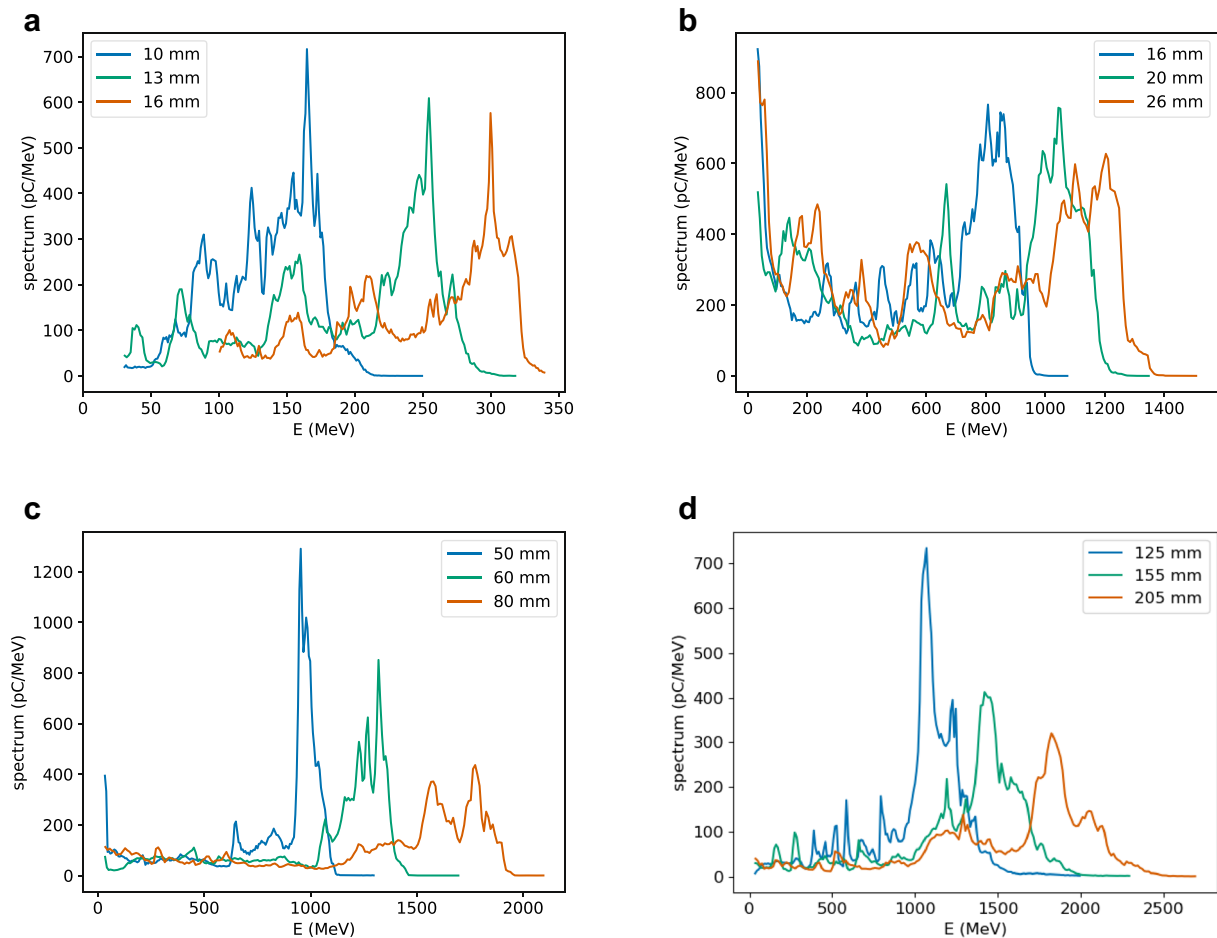 a
700
600
500
400
300
200
100
0
spectrum (pC/MeV)
10 mm
13 mm
16 mm
0 50 100 150 200 250 300 350
E (MeV)
b
800
600
400
200
0
spectrum (pC/MeV)
16 mm
20 mm
26 mm
0 200 400 600 800 1000 1200 1400
E (MeV)
c
1200
1000
800
600
400
200
0
spectrum (pC/MeV)
50 mm
60 mm
80 mm
0 500 1000 1500 2000
E (MeV)
d
700
600
500
400
300
200
100
0
spectrum (pC/MeV)
125 mm
155 mm
205 mm
0 500 1000 1500 2000 2500
E (MeV)